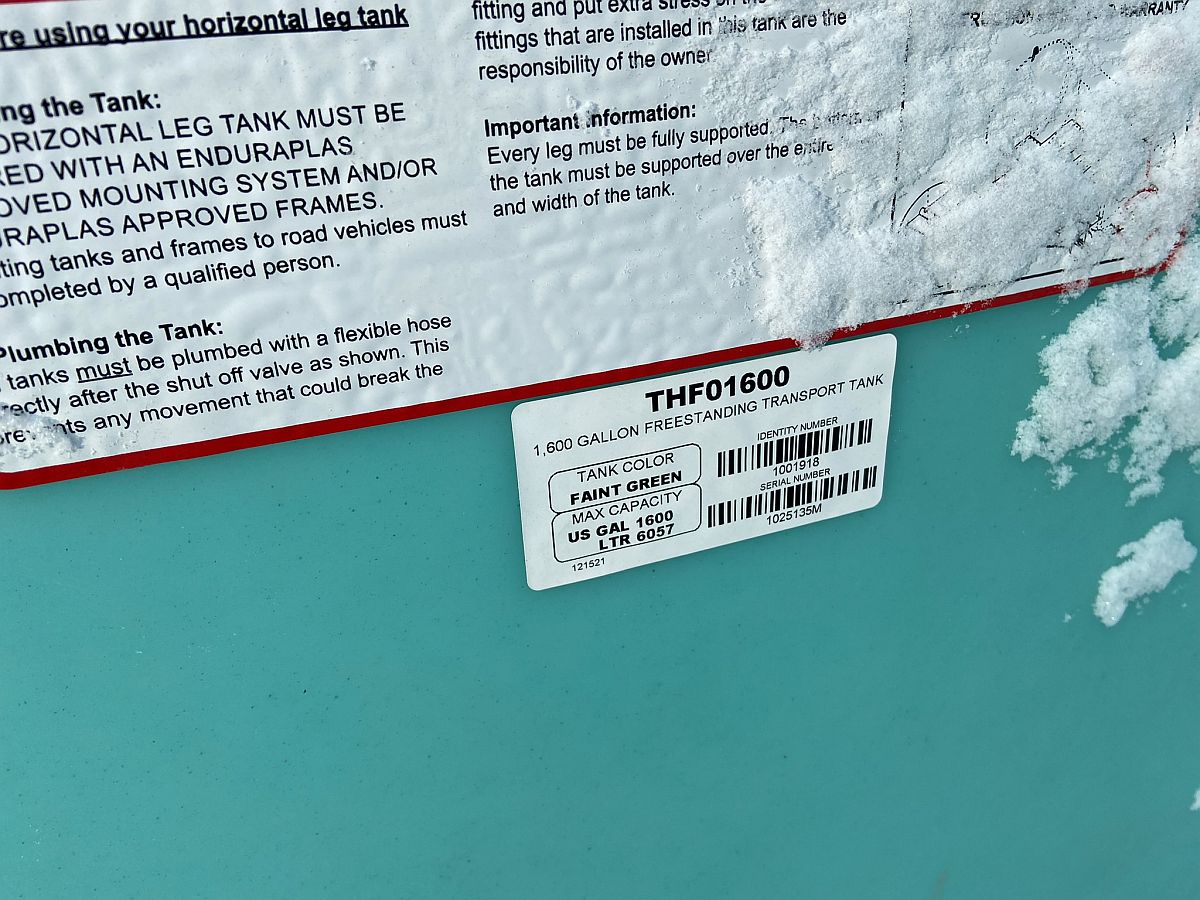 re using your horizontal leg tank
ng the Tank:
ORIZONTAL LEG TANK MUST BE
RED WITH AN ENDURAPLAS
OVED MOUNTING SYSTEM AND/OR
URAPLAS APPROVED FRAMES.
ting tanks and frames to road vehicles must
ompleted by a qualified person.
Plumbing the Tank:
tanks must be plumbed with a flexible hose
rectly after the shut off valve as shown. This
any movement that could break the
fitting and put extra stress on the
fittings that are installed in this tank are the
responsibility of the owner
Important information:
Every leg must be fully supported. The
the tank must be supported over the entire
and width of the tank.
WARRANTY
THF01600
1,600 GALLON FREESTANDING TRANSPORT TANK
TANK COLOR
FAINT GREEN
MAX CAPACITY
US GAL 1600
LTR 6057
121521
IDENTITY NUMBER
1001918
SERIAL NUMBER
1025135M